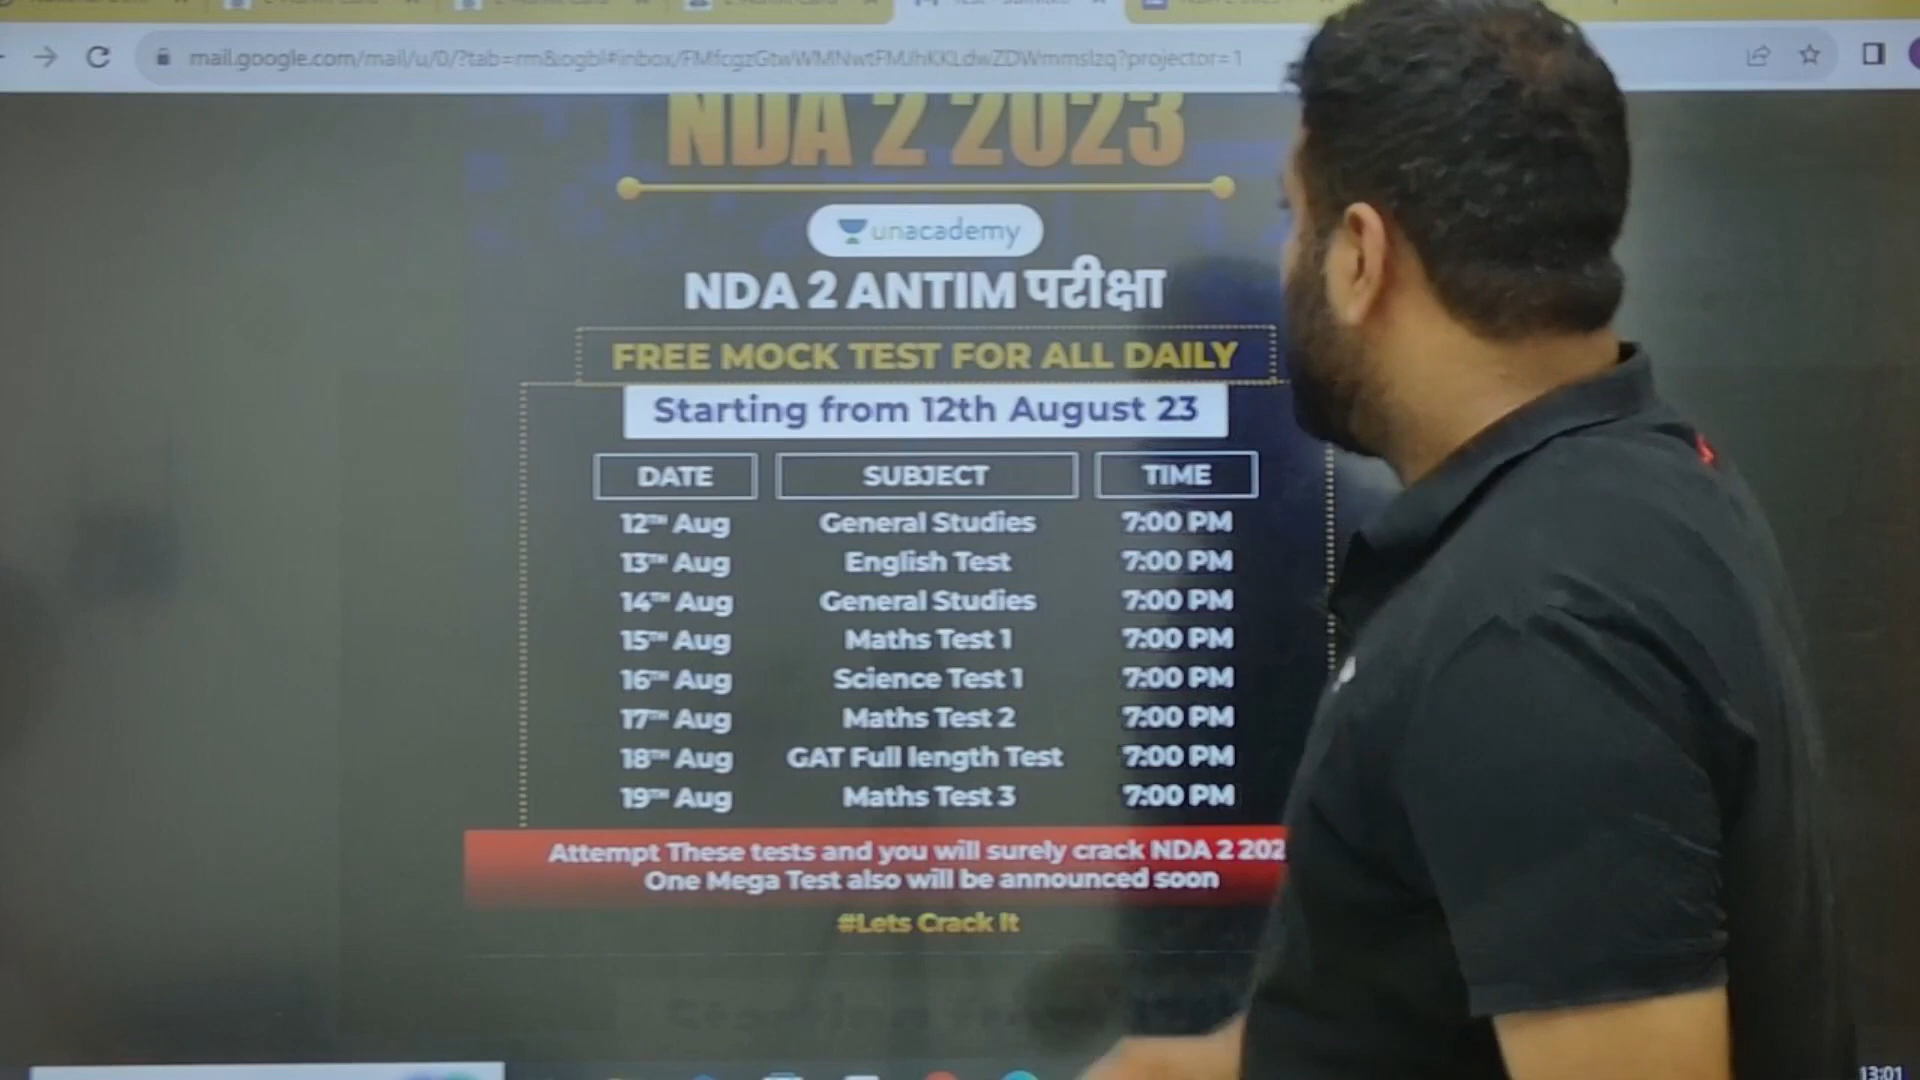 mail.google.com/mail/u/0/?tab=rm&ogbl#inbox/FMfcgzGtwWMNwtFMJhKKLdwZDWmmslzq?projector=1
NDA 2 2023
unacademy
NDA 2 ANTIM परीक्षा
FREE MOCK TEST FOR ALL DAILY
Starting from 12th August 23
DATE SUBJECT TIME
12TH Aug General Studies 7:00 PM
13TH Aug English Test 7:00 PM
14TH Aug General Studies 7:00 PM
15TH Aug Maths Test 1 7:00 PM
16TH Aug Science Test 1 7:00 PM
17TH Aug Maths Test 2 7:00 PM
18TH Aug GAT Full length Test 7:00 PM
19TH Aug Maths Test 3 7:00 PM
Attempt These tests and you will surely crack NDA 2 202
One Mega Test also will be announced soon
#Lets Crack It
13:01